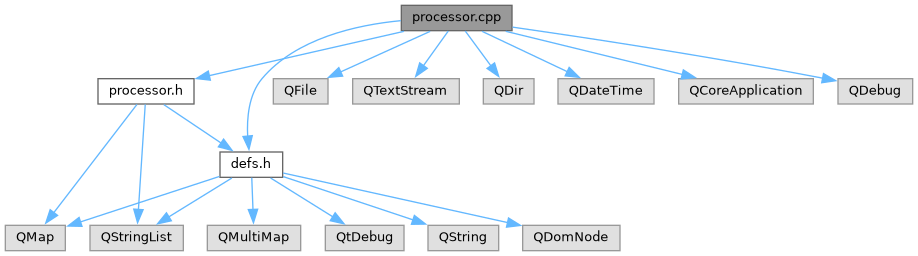 processor.cpp
processor.h
QFile
QTextStream
QDir
QDateTime
QCoreApplication
QDebug
defs.h
QMap
QStringList
QMultiMap
QtDebug
QString
QDomNode